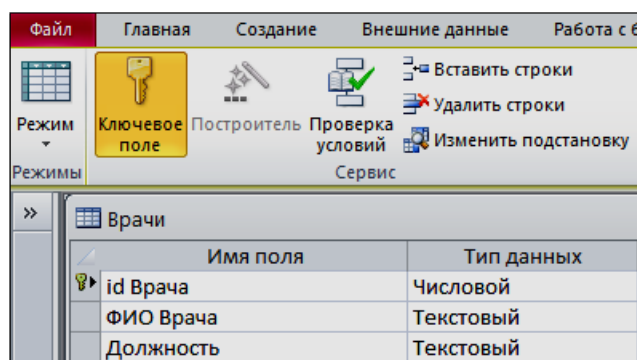 Файл Главная Создание Внешние данные Работа с б
Режим
Ключевое поле
Построитель
Проверка условий
Вставить строки
Удалить строки
Изменить подстановку
Режимы Сервис
» Врачи
Имя поля Тип данных
id Врача Числовой
ФИО Врача Текстовый
Должность Текстовый